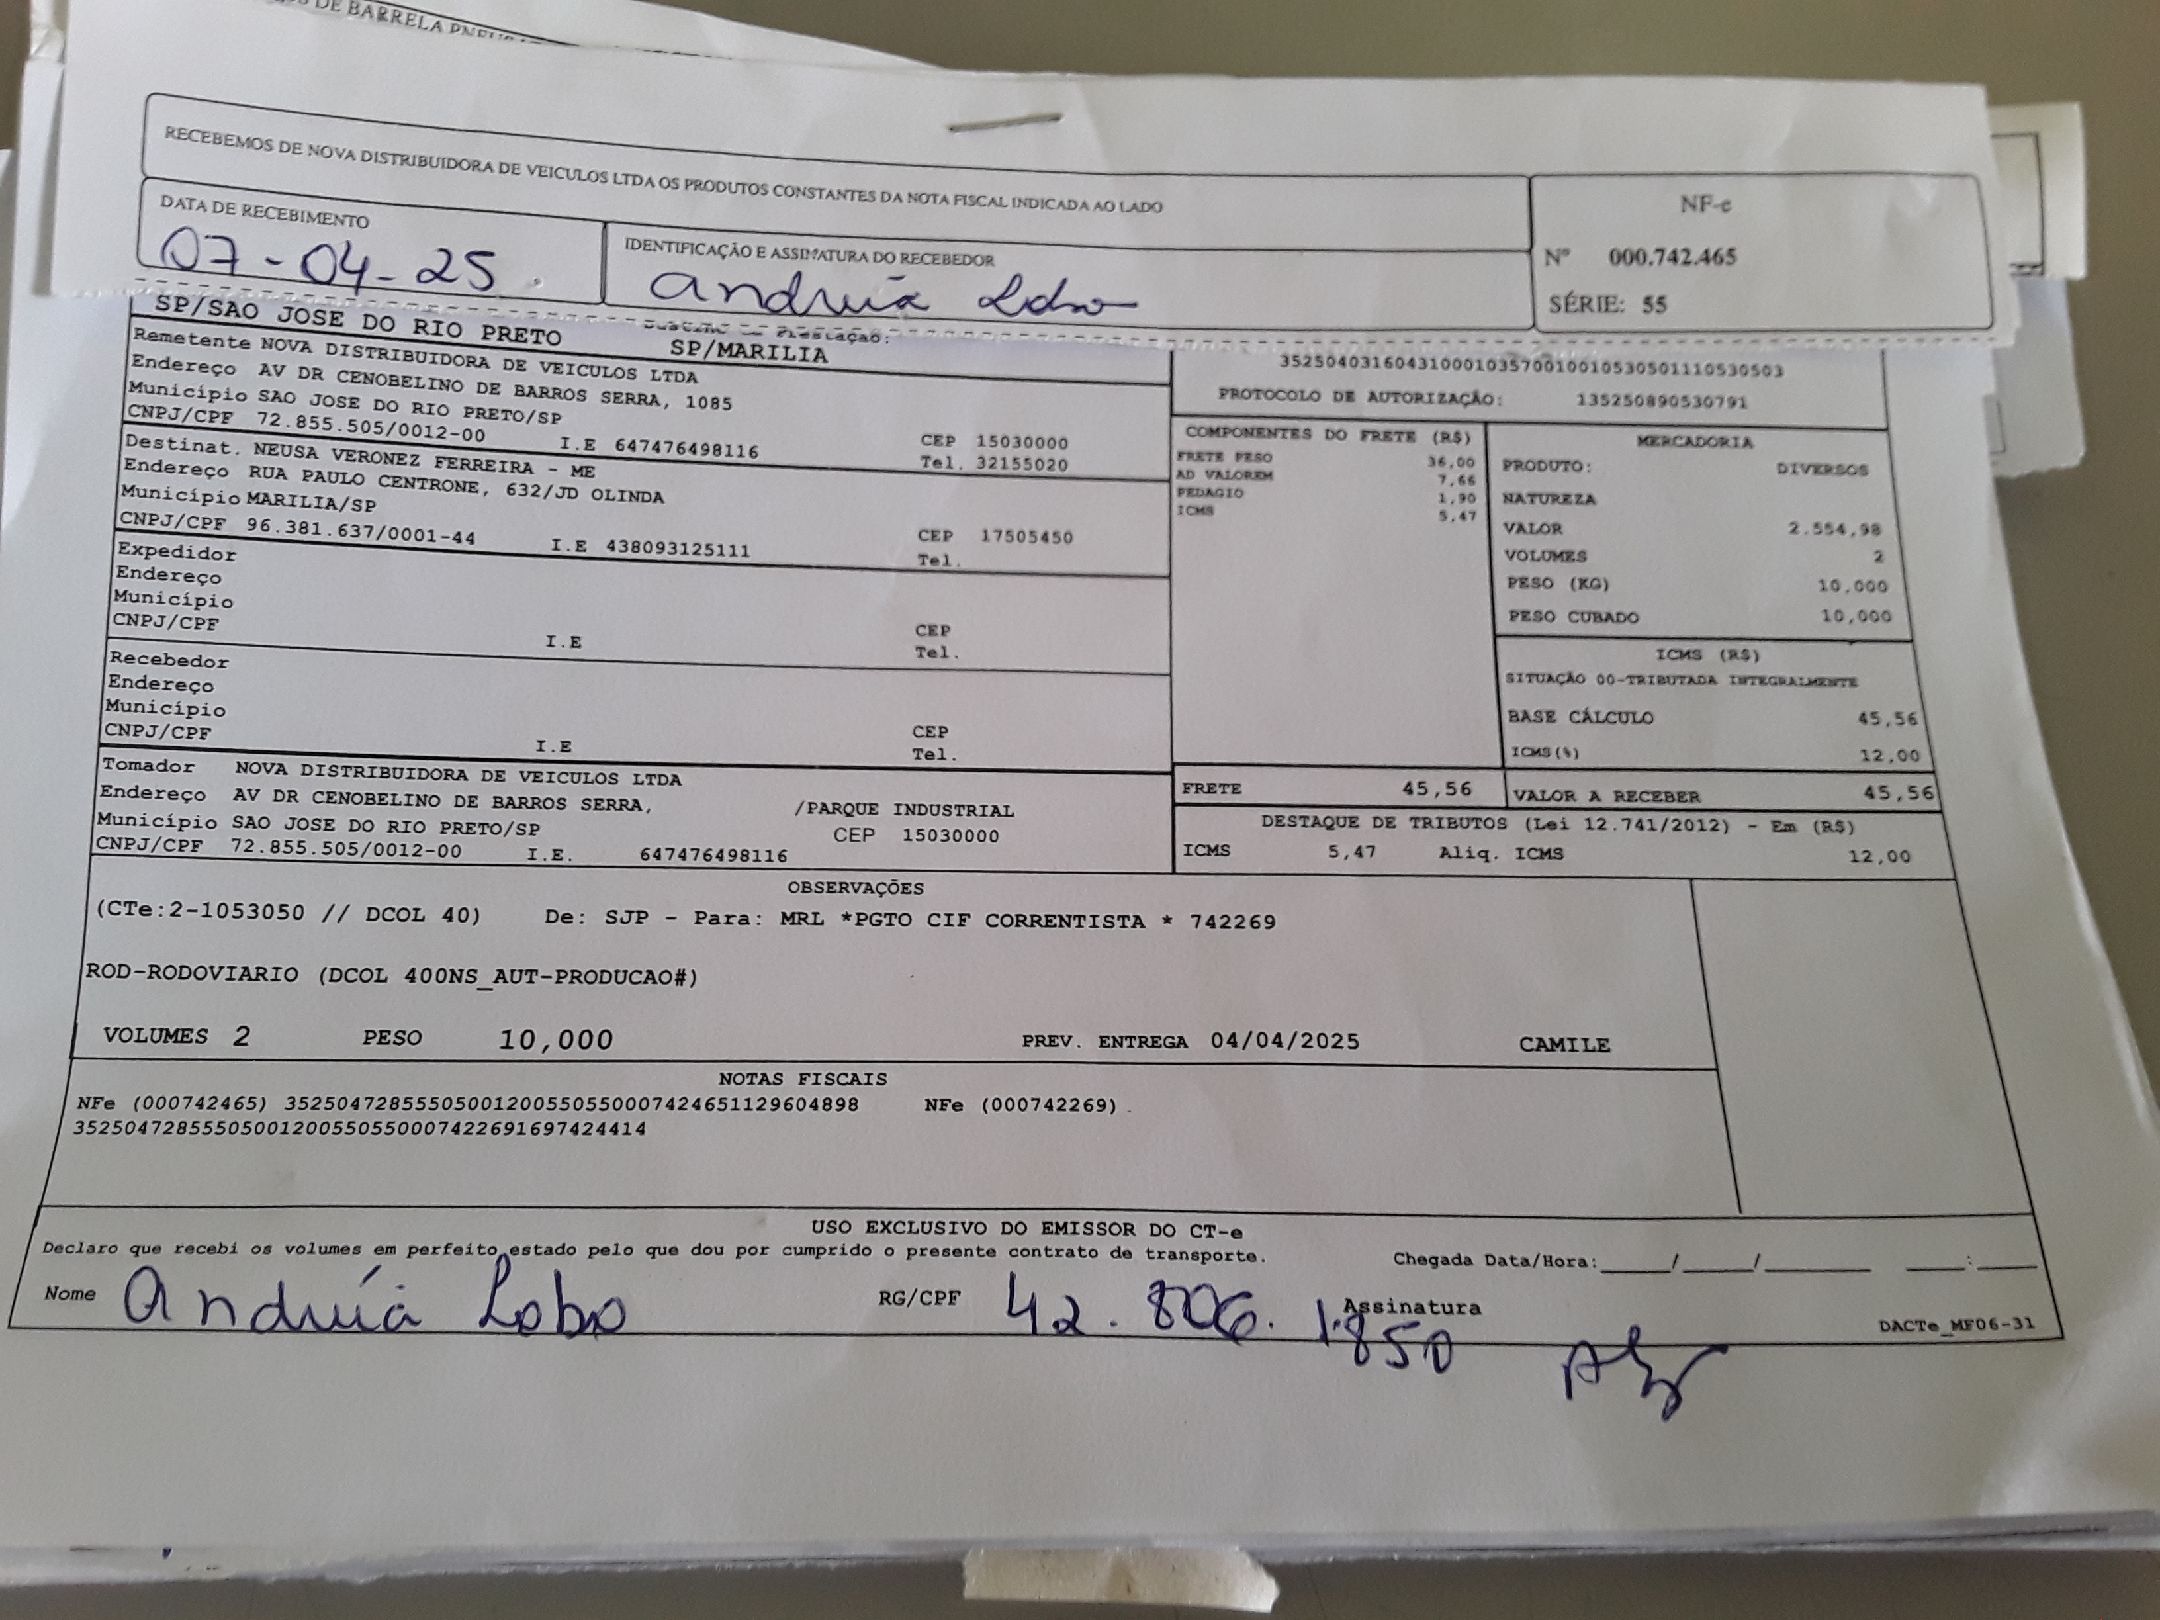 DE BARRELA PNEUS
RECEBEMOS DE NOVA DISTRIBUIDORA DE VEICULOS LTDA OS PRODUTOS CONSTANTES DA NOTA FISCAL INDICADA AO LADO
DATA DE RECEBIMENTO
07-04-25.
IDENTIFICAÇÃO E ASSINATURA DO RECEBEDOR
Andréia Lobo
NF-e
Nº 000.742.465
SÉRIE: 55
SP/SAO JOSE DO RIO PRETO
SP/MARILIA
Remetente NOVA DISTRIBUIDORA DE VEICULOS LTDA
Endereço AV DR CENOBELINO DE BARROS SERRA, 1085
Município SAO JOSE DO RIO PRETO/SP CEP 15030000
CNPJ/CPF 72.855.505/0012-00 I.E 647476498116 Tel. 32155020
Destinat. NEUSA VERONEZ FERREIRA - ME
Endereço RUA PAULO CENTRONE, 632/JD OLINDA
Município MARILIA/SP CEP 17505450
CNPJ/CPF 96.381.637/0001-44 I.E 438093125111 Tel.
Expedidor
Endereço
Município CEP
CNPJ/CPF I.E Tel.
Recebedor
Endereço
Município CEP
CNPJ/CPF I.E Tel.
Tomador NOVA DISTRIBUIDORA DE VEICULOS LTDA
Endereço AV DR CENOBELINO DE BARROS SERRA, /PARQUE INDUSTRIAL
Município SAO JOSE DO RIO PRETO/SP CEP 15030000
CNPJ/CPF 72.855.505/0012-00 I.E. 647476498116
35250403160431000103570010010530501110530503
PROTOCOLO DE AUTORIZAÇÃO: 135250890530791
COMPONENTES DO FRETE (R$)
FRETE PESO 36,00
AD VALOREM 7,66
PEDAGIO 1,90
ICMS 5,47
MERCADORIA
PRODUTO: DIVERSOS
NATUREZA
VALOR 2.554,98
VOLUMES 2
PESO (KG) 10,000
PESO CUBADO 10,000
ICMS (R$)
SITUAÇÃO 00-TRIBUTADA INTEGRALMENTE
BASE CÁLCULO 45,56
ICMS(%) 12,00
FRETE 45,56
VALOR A RECEBER 45,56
DESTAQUE DE TRIBUTOS (Lei 12.741/2012) - Em (R$)
ICMS 5,47 Aliq. ICMS 12,00
OBSERVAÇÕES
(CTe:2-1053050 // DCOL 40) De: SJP - Para: MRL *PGTO CIF CORRENTISTA * 742269
ROD-RODOVIARIO (DCOL 400NS_AUT-PRODUCAO#)
VOLUMES 2 PESO 10,000 PREV. ENTREGA 04/04/2025 CAMILE
NOTAS FISCAIS
NFe (000742465) 35250472855505001200550550007424651129604898 NFe (000742269)
35250472855505001200550550007422691697424414
USO EXCLUSIVO DO EMISSOR DO CT-e
Declaro que recebi os volumes em perfeito estado pelo que dou por cumprido o presente contrato de transporte. Chegada Data/Hora:_____/_____/________ ____:____
Nome Andréia Lobo RG/CPF 42.806.1850 Assinatura
DACTe_MF06-31